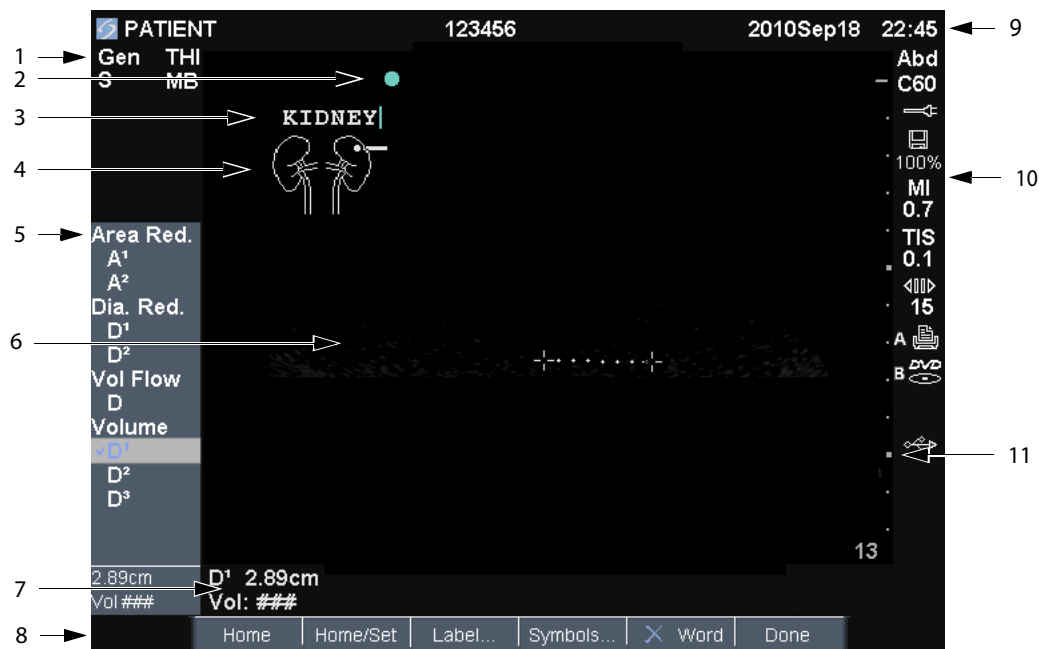 PATIENT 123456 2010Sep18 22:45 9
1 Gen THI Abd
2 S MB C60
3 KIDNEY
4 100% 10
MI
0.7
5 Area Red. TIS
A¹ 0.1
A²
Dia. Red. 15
D¹
6 D² A
Vol Flow B DVD
D
Volume
✓D¹ 11
D²
D³
13
2.89cm D¹ 2.89cm
7 Vol ### Vol: ###
8 Home Home/Set Label... Symbols... X Word Done